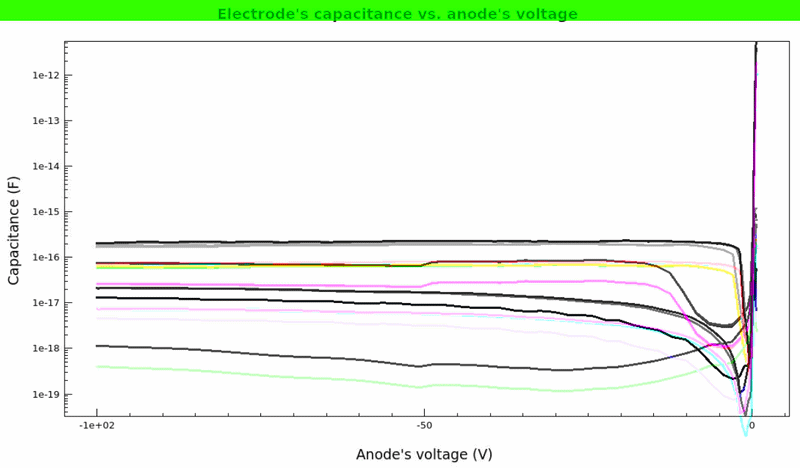 Electrode's capacitance vs. anode's voltage
1e-12
1e-13
1e-14
1e-15
1e-16
1e-17
1e-18
1e-19
Capacitance (F)
-1e+02
-50
0
Anode's voltage (V)